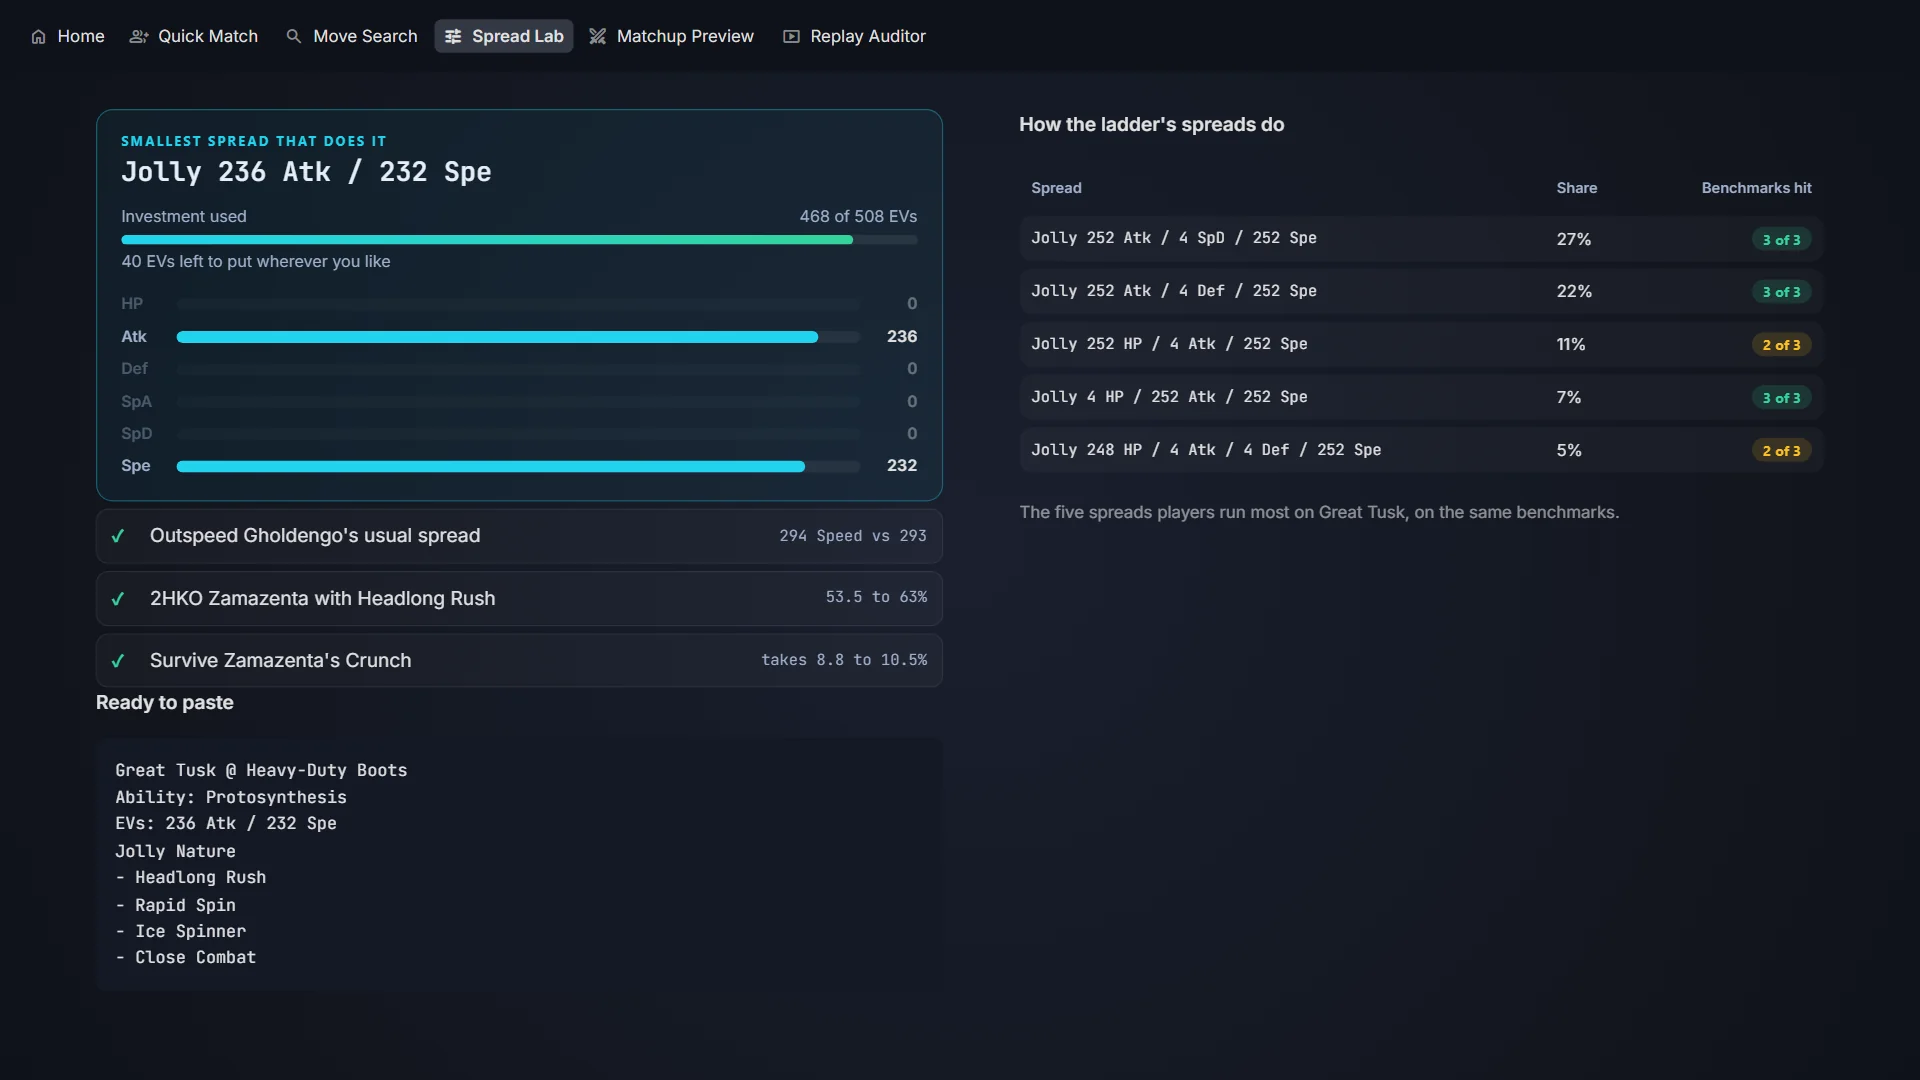 Home
Quick Match
Move Search
Spread Lab
Matchup Preview
Replay Auditor
SMALLEST SPREAD THAT DOES IT
Jolly 236 Atk / 232 Spe
Investment used 468 of 508 EVs
40 EVs left to put wherever you like
HP 0
Atk 236
Def 0
SpA 0
SpD 0
Spe 232
✓ Outspeed Gholdengo's usual spread 294 Speed vs 293
✓ 2HKO Zamazenta with Headlong Rush 53.5 to 63%
✓ Survive Zamazenta's Crunch takes 8.8 to 10.5%
Ready to paste
Great Tusk @ Heavy-Duty Boots
Ability: Protosynthesis
EVs: 236 Atk / 232 Spe
Jolly Nature
- Headlong Rush
- Rapid Spin
- Ice Spinner
- Close Combat
How the ladder's spreads do
Spread Share Benchmarks hit
Jolly 252 Atk / 4 SpD / 252 Spe 27% 3 of 3
Jolly 252 Atk / 4 Def / 252 Spe 22% 3 of 3
Jolly 252 HP / 4 Atk / 252 Spe 11% 2 of 3
Jolly 4 HP / 252 Atk / 252 Spe 7% 3 of 3
Jolly 248 HP / 4 Atk / 4 Def / 252 Spe 5% 2 of 3
The five spreads players run most on Great Tusk, on the same benchmarks.